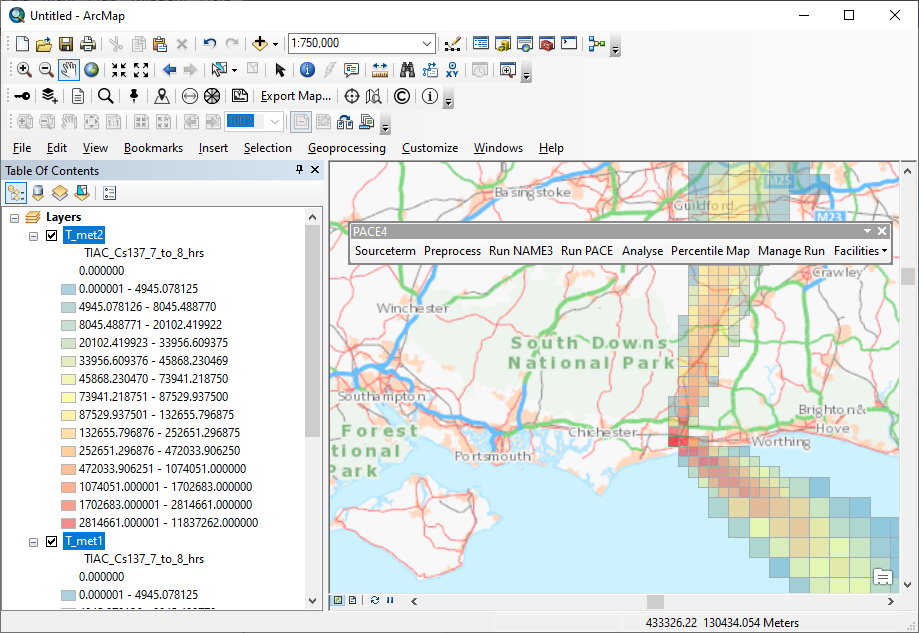 Untitled - ArcMap
1:750,000
Export Map...
100%
File Edit View Bookmarks Insert Selection Geoprocessing Customize Windows Help
Table Of Contents
Layers
T_met2
TIAC_Cs137_7_to_8_hrs
0.000000
0.000001 - 4945.078125
4945.078126 - 8045.488770
8045.488771 - 20102.419922
20102.419923 - 33956.609375
33956.609376 - 45868.230469
45868.230470 - 73941.218750
73941.218751 - 87529.937500
87529.937501 - 132655.796875
132655.796876 - 252651.296875
252651.296876 - 472033.906250
472033.906251 - 1074051.000000
1074051.000001 - 1702683.000000
1702683.000001 - 2814661.000000
2814661.000001 - 11837262.000000
T_met1
TIAC_Cs137_7_to_8_hrs
0.000000
0.000001 - 4945.078125
Basingstoke
Guildford
M25
M23
PACE4
Sourceterm Preprocess Run NAME3 Run PACE Analyse Percentile Map Manage Run Facilities
Crawley
Winchester
South Downs
National Park
Southampton
Brighton &
Hove
Chichester
Worthing
Portsmouth
Forest
tional
Park
433326.22 130434.054 Meters